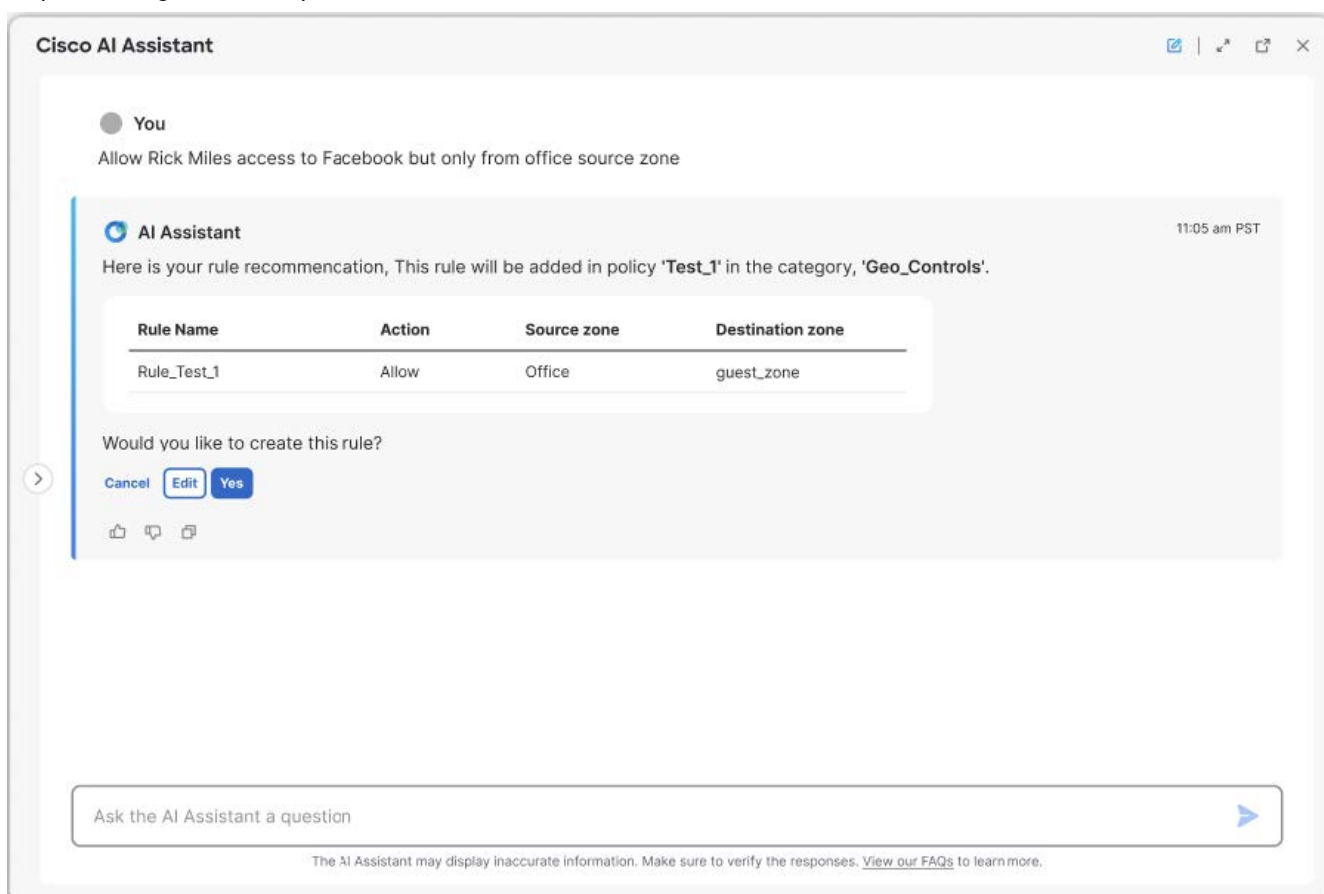 Cisco AI Assistant
You
Allow Rick Miles access to Facebook but only from office source zone
AI Assistant
11:05 am PST
Here is your rule recommencation, This rule will be added in policy 'Test_1' in the category, 'Geo_Controls'.
Rule Name Action Source zone Destination zone
Rule_Test_1 Allow Office guest_zone
Would you like to create this rule?
Cancel Edit Yes
Ask the AI Assistant a question
The AI Assistant may display inaccurate information. Make sure to verify the responses. View our FAQs to learn more.